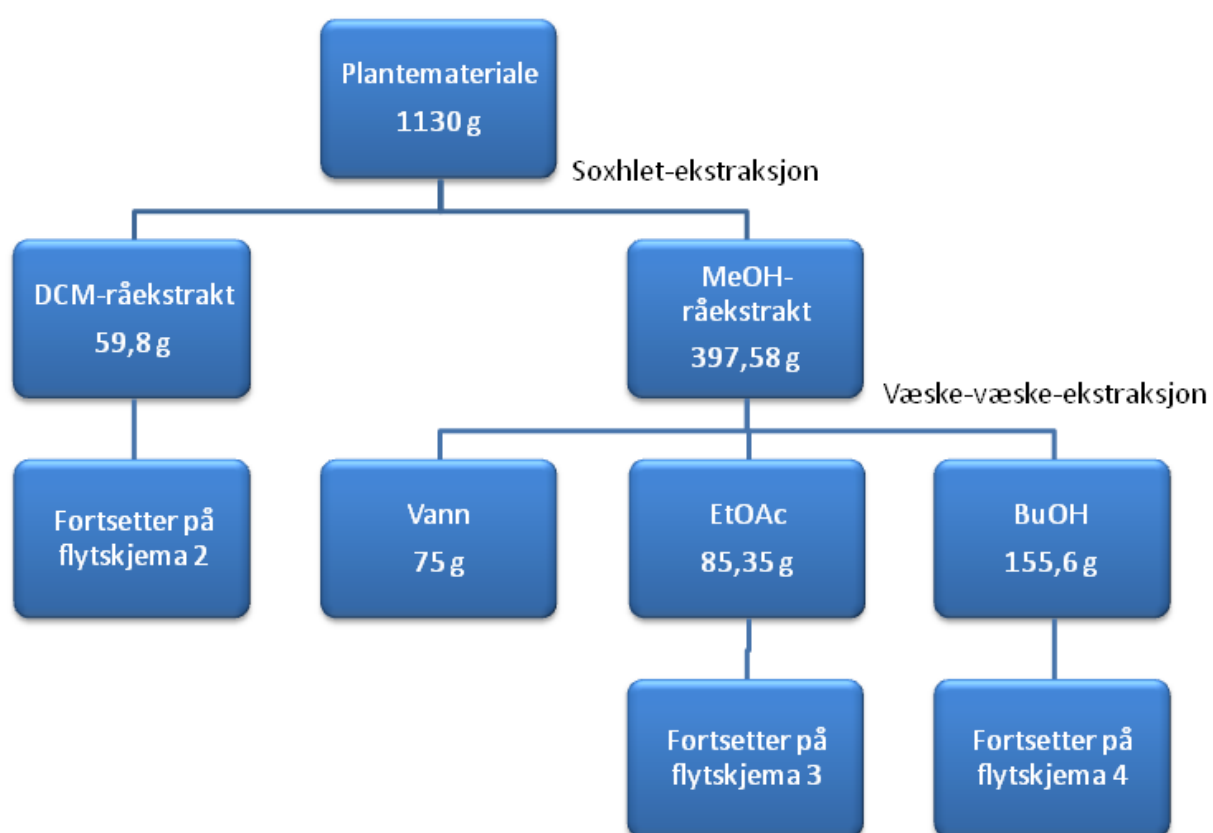 Plantemateriale
1130 g
Soxhlet-ekstraksjon
DCM-råekstrakt
59,8 g
MeOH-
råekstrakt
397,58 g
Væske-væske-ekstraksjon
Fortsetter på
flytskjema 2
Vann
75 g
EtOAc
85,35 g
BuOH
155,6 g
Fortsetter på
flytskjema 3
Fortsetter på
flytskjema 4